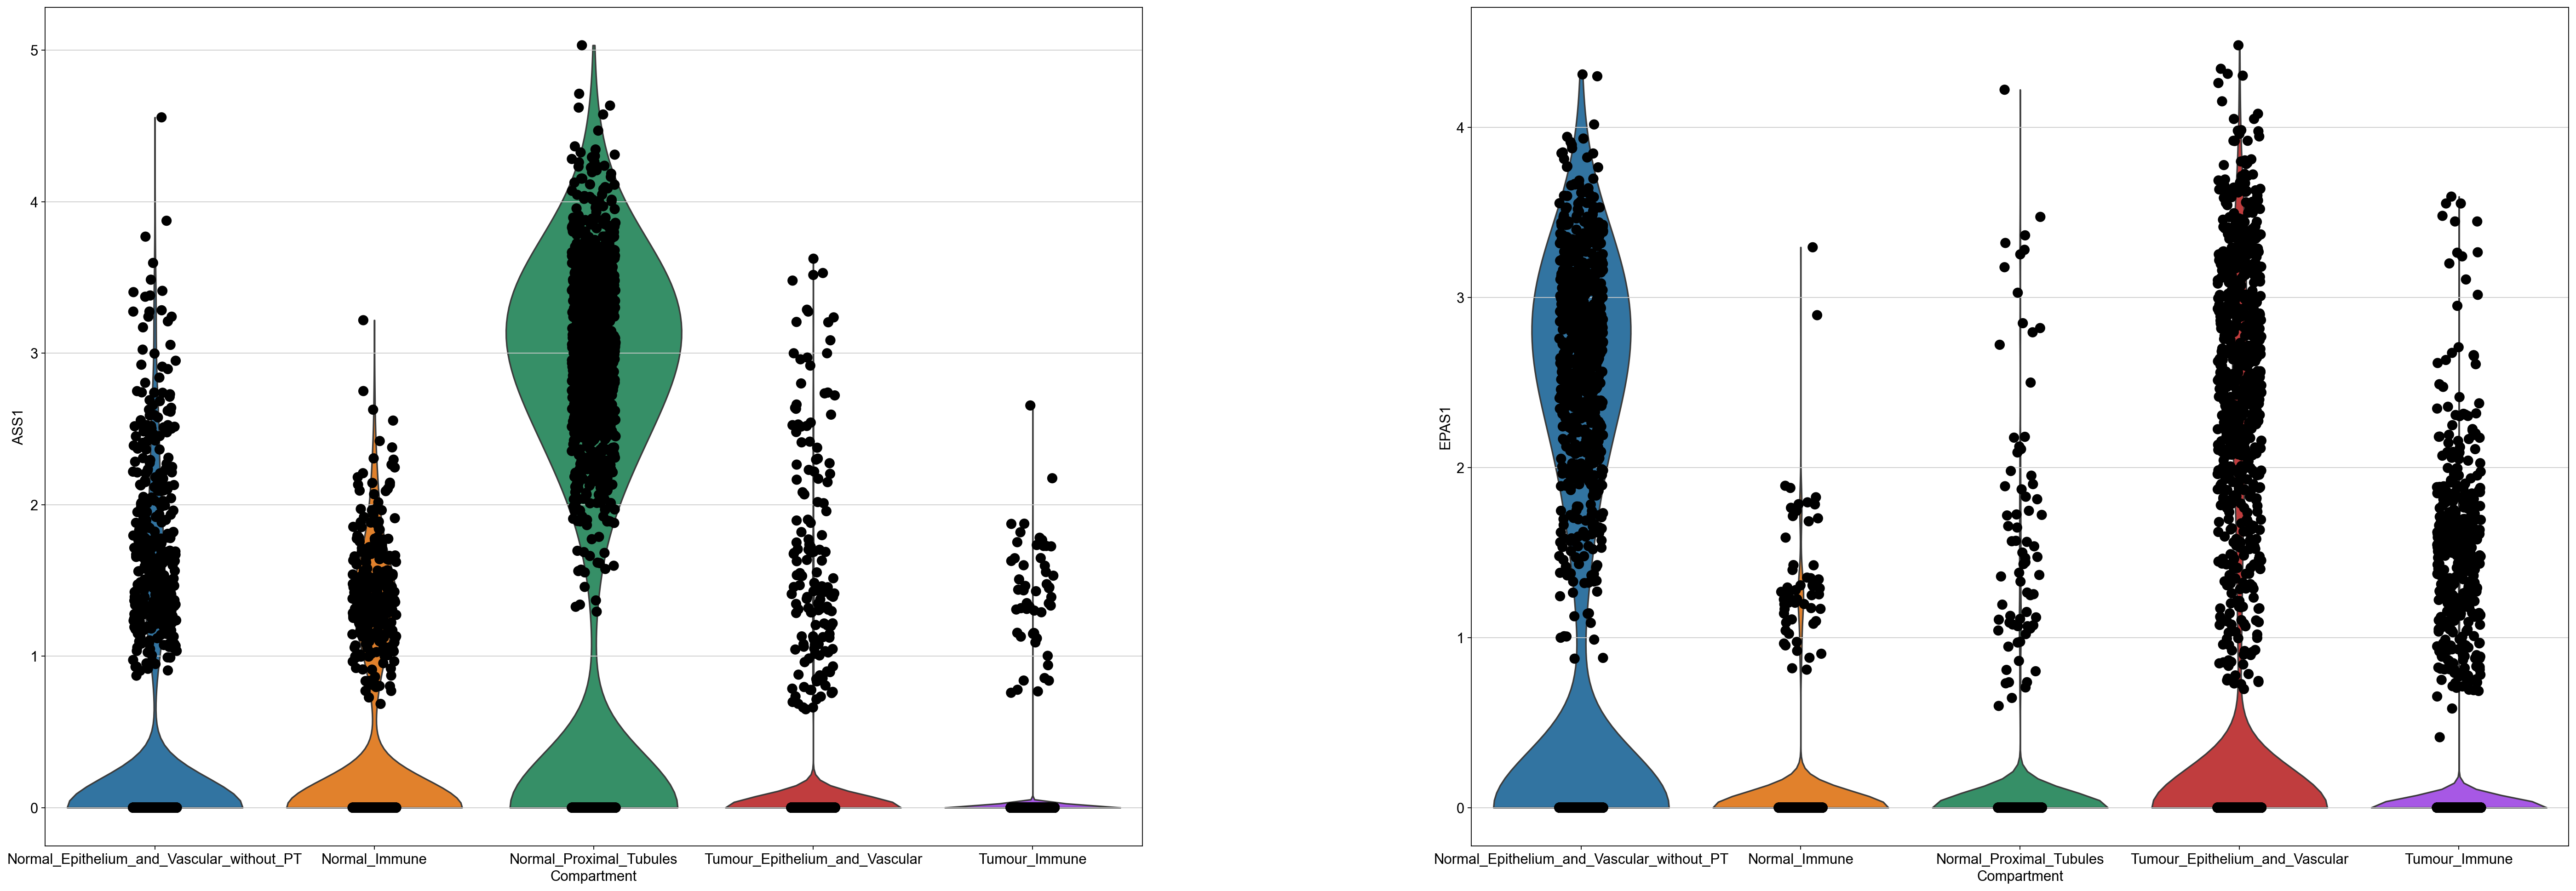 5
4
3
2
1
0
ASS1
Normal_Epithelium_and_Vascular_without_PT Normal_Immune Normal_Proximal_Tubules Tumour_Epithelium_and_Vascular Tumour_Immune
Compartment
4
3
2
1
0
EPAS1
Normal_Epithelium_and_Vascular_without_PT Normal_Immune Normal_Proximal_Tubules Tumour_Epithelium_and_Vascular Tumour_Immune
Compartment